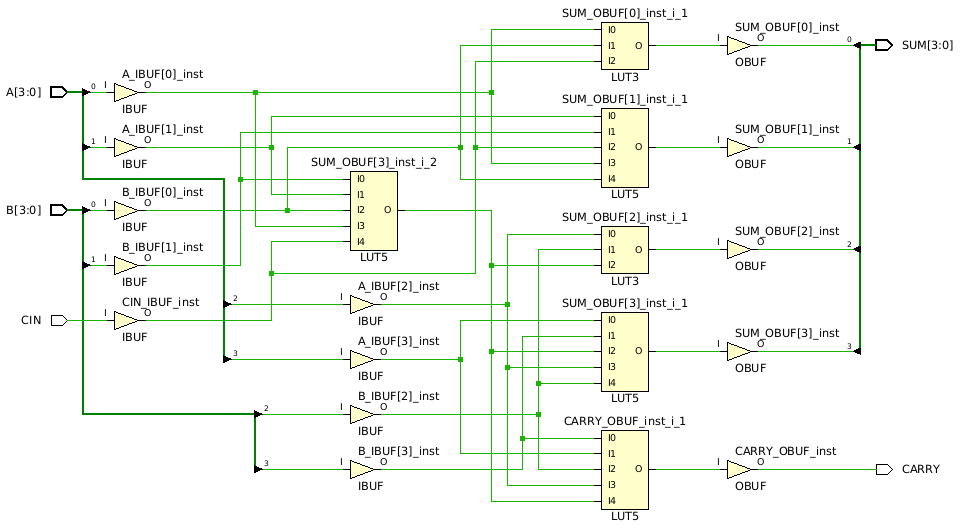 SUM_OBUF[0]_inst_i_1
I0
I1
I2
O
LUT3
SUM_OBUF[0]_inst
I
O
OBUF
0
SUM[3:0]
A[3:0]
0
I
A_IBUF[0]_inst
O
IBUF
1
I
A_IBUF[1]_inst
O
IBUF
SUM_OBUF[1]_inst_i_1
I0
I1
I2
I3
I4
O
LUT5
SUM_OBUF[1]_inst
I
O
OBUF
1
SUM_OBUF[3]_inst_i_2
I0
I1
I2
I3
I4
O
LUT5
B[3:0]
0
I
B_IBUF[0]_inst
O
IBUF
1
I
B_IBUF[1]_inst
O
IBUF
CIN
I
CIN_IBUF_inst
O
IBUF
SUM_OBUF[2]_inst_i_1
I0
I1
I2
O
LUT3
SUM_OBUF[2]_inst
I
O
OBUF
2
2
I
A_IBUF[2]_inst
O
IBUF
3
I
A_IBUF[3]_inst
O
IBUF
SUM_OBUF[3]_inst_i_1
I0
I1
I2
I3
I4
O
LUT5
SUM_OBUF[3]_inst
I
O
OBUF
3
2
I
B_IBUF[2]_inst
O
IBUF
3
I
B_IBUF[3]_inst
O
IBUF
CARRY_OBUF_inst_i_1
I0
I1
I2
I3
I4
O
LUT5
CARRY_OBUF_inst
I
O
OBUF
CARRY